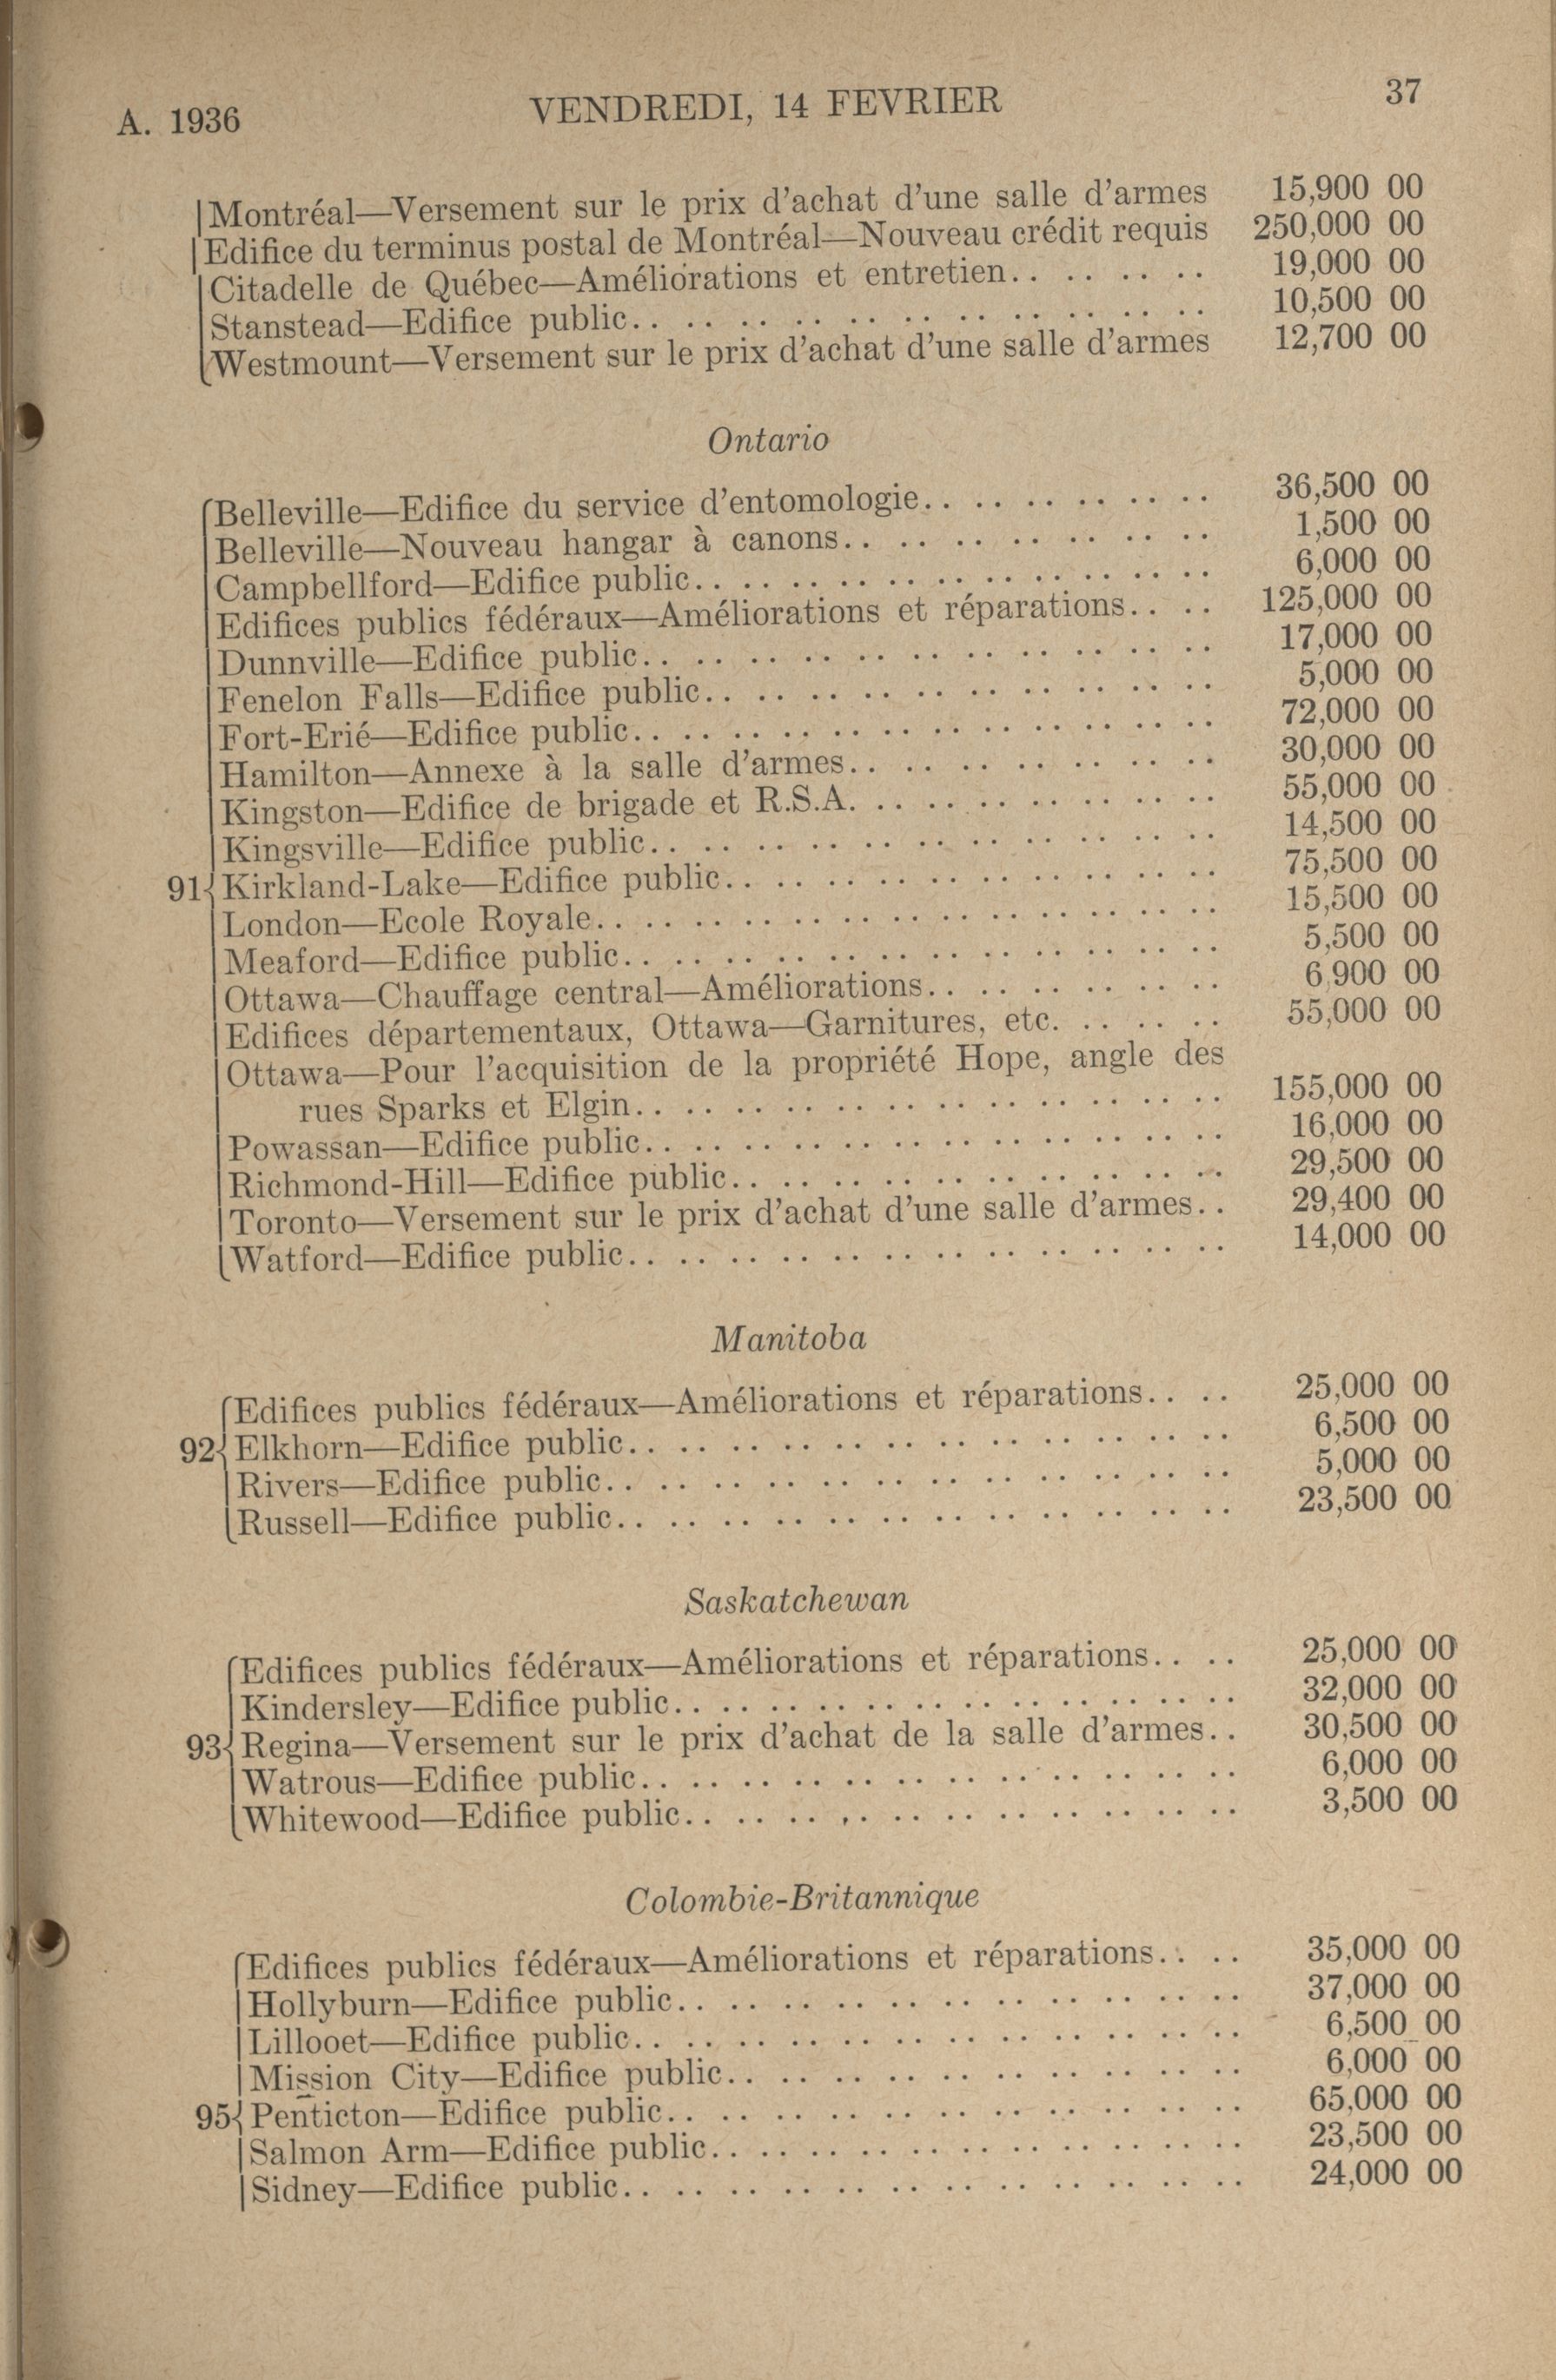 A. 1936 VENDREDI, 14 FEVRIER 37
Montréal—Versement sur le prix d'achat d'une salle d'armes 15,900 00
Edifice du terminus postal de Montréal—Nouveau crédit requis 250,000 00
Citadelle de Québec—Améliorations et entretien. . .. .. .. .. 19,000 00
Stanstead—Edifice public. . .. .. .. .. .. .. .. .. .. .. 10,500 00
Westmount—Versement sur le prix d'achat d'une salle d'armes 12,700 00
Ontario
Belleville—Edifice du service d'entomologie. . .. .. .. .. .. 36,500 00
Belleville—Nouveau hangar à canons. . .. .. .. .. .. .. 1,500 00
Campbellford—Edifice public. . .. .. .. .. .. .. .. .. .. 6,000 00
Edifices publics fédéraux—Améliorations et réparations. . .. 125,000 00
Dunnville—Edifice public. . .. .. .. .. .. .. .. .. .. .. 17,000 00
Fenelon Falls—Edifice public. . .. .. .. .. .. .. .. .. .. 5,000 00
Fort-Erié—Edifice public. . .. .. .. .. .. .. .. .. .. .. 72,000 00
Hamilton—Annexe à la salle d'armes. . .. .. .. .. .. .. 30,000 00
Kingston—Edifice de brigade et R.S.A. .. .. .. .. .. .. .. 55,000 00
Kingsville—Edifice public. . .. .. .. .. .. .. .. .. .. .. 14,500 00
91 Kirkland-Lake—Edifice public. . .. .. .. .. .. .. .. .. .. 75,500 00
London—Ecole Royale. . .. .. .. .. .. .. .. .. .. .. .. 15,500 00
Meaford—Edifice public. . .. .. .. .. .. .. .. .. .. .. .. 5,500 00
Ottawa—Chauffage central—Améliorations. . .. .. .. .. .. 6,900 00
Edifices départementaux, Ottawa—Garnitures, etc. .. .. .. 55,000 00
Ottawa—Pour l'acquisition de la propriété Hope, angle des
rues Sparks et Elgin. . .. .. .. .. .. .. .. .. .. .. .. 155,000 00
Powassan—Edifice public. . .. .. .. .. .. .. .. .. .. .. .. 16,000 00
Richmond-Hill—Edifice public. . .. .. .. .. .. .. .. .. .. 29,500 00
Toronto—Versement sur le prix d'achat d'une salle d'armes. . 29,400 00
Watford—Edifice public. . .. .. .. .. .. .. .. .. .. .. .. 14,000 00
Manitoba
Edifices publics fédéraux—Améliorations et réparations. . .. 25,000 00
92 Elkhorn—Edifice public. . .. .. .. .. .. .. .. .. .. .. .. 6,500 00
Rivers—Edifice public. . .. .. .. .. .. .. .. .. .. .. .. 5,000 00
Russell—Edifice public. . .. .. .. .. .. .. .. .. .. .. .. 23,500 00
Saskatchewan
Edifices publics fédéraux—Améliorations et réparations. . .. 25,000 00
Kindersley—Edifice public. . .. .. .. .. .. .. .. .. .. .. .. 32,000 00
93 Regina—Versement sur le prix d'achat de la salle d'armes. . 30,500 00
Watrous—Edifice public. . .. .. .. .. .. .. .. .. .. .. .. 6,000 00
Whitewood—Edifice public. . .. .. .. .. .. .. .. .. .. .. 3,500 00
Colombie-Britannique
Edifices publics fédéraux—Améliorations et réparations. . .. 35,000 00
Hollyburn—Edifice public. . .. .. .. .. .. .. .. .. .. .. 37,000 00
Lillooet—Edifice public. . .. .. .. .. .. .. .. .. .. .. .. 6,500 00
Mission City—Edifice public. . .. .. .. .. .. .. .. .. .. 6,000 00
95 Penticton—Edifice public. . .. .. .. .. .. .. .. .. .. .. 65,000 00
Salmon Arm—Edifice public. . .. .. .. .. .. .. .. .. .. .. 23,500 00
Sidney—Edifice public. . .. .. .. .. .. .. .. .. .. .. .. 24,000 00